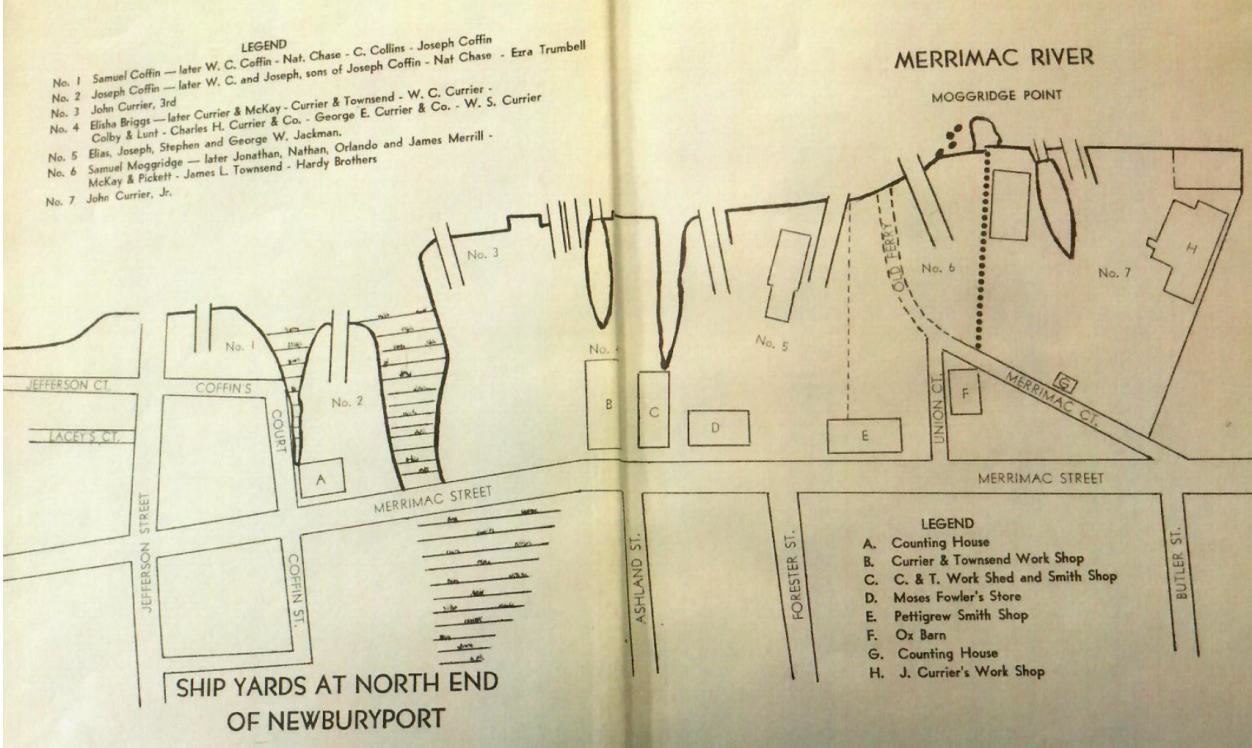 LEGEND
No. 1 Samuel Coffin — later W. C. Coffin - Nat. Chase - C. Collins - Joseph Coffin
No. 2 Joseph Coffin — later W. C. and Joseph, sons of Joseph Coffin - Nat Chase - Ezra Trumbell
No. 3 John Currier, 3rd
No. 4 Elisha Briggs — later Currier & McKay - Currier & Townsend - W. C. Currier -
Colby & Lunt - Charles H. Currier & Co. - George E. Currier & Co. - W. S. Currier
No. 5 Elias, Joseph, Stephen and George W. Jackman.
No. 6 Samuel Moggridge — later Jonathan, Nathan, Orlando and James Merrill -
McKay & Pickett - James L. Townsend - Hardy Brothers
No. 7 John Currier, Jr.
MERRIMAC RIVER
MOGGRIDGE POINT
No. 1
No. 2
No. 3
No.
No. 5
No. 6
No. 7
OLD FERRY
JEFFERSON CT.
COFFIN'S
COURT
LACEY'S CT.
A
B
C
D
E
F
G
H
UNION CT.
MERRIMAC CT.
MERRIMAC STREET
MERRIMAC STREET
JEFFERSON STREET
COFFIN ST.
ASHLAND ST.
FORESTER ST.
BUTLER ST.
LEGEND
A. Counting House
B. Currier & Townsend Work Shop
C. C. & T. Work Shed and Smith Shop
D. Moses Fowler's Store
E. Pettigrew Smith Shop
F. Ox Barn
G. Counting House
H. J. Currier's Work Shop
SHIP YARDS AT NORTH END
OF NEWBURYPORT